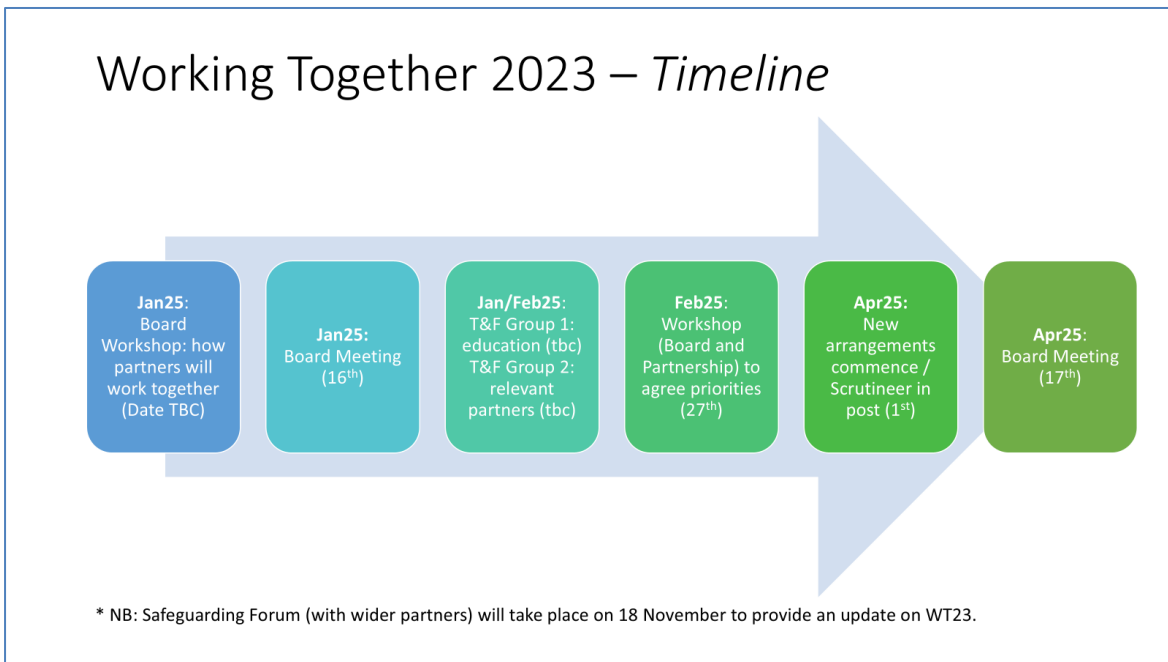 Working Together 2023 – Timeline
Jan25:
Board
Workshop: how
partners will
work together
(Date TBC)
Jan25:
Board Meeting
(16th)
Jan/Feb25:
T&F Group 1:
education (tbc)
T&F Group 2:
relevant
partners (tbc)
Feb25:
Workshop
(Board and
Partnership) to
agree priorities
(27th)
Apr25:
New
arrangements
commence /
Scrutineer in
post (1st)
Apr25:
Board Meeting
(17th)
* NB: Safeguarding Forum (with wider partners) will take place on 18 November to provide an update on WT23.